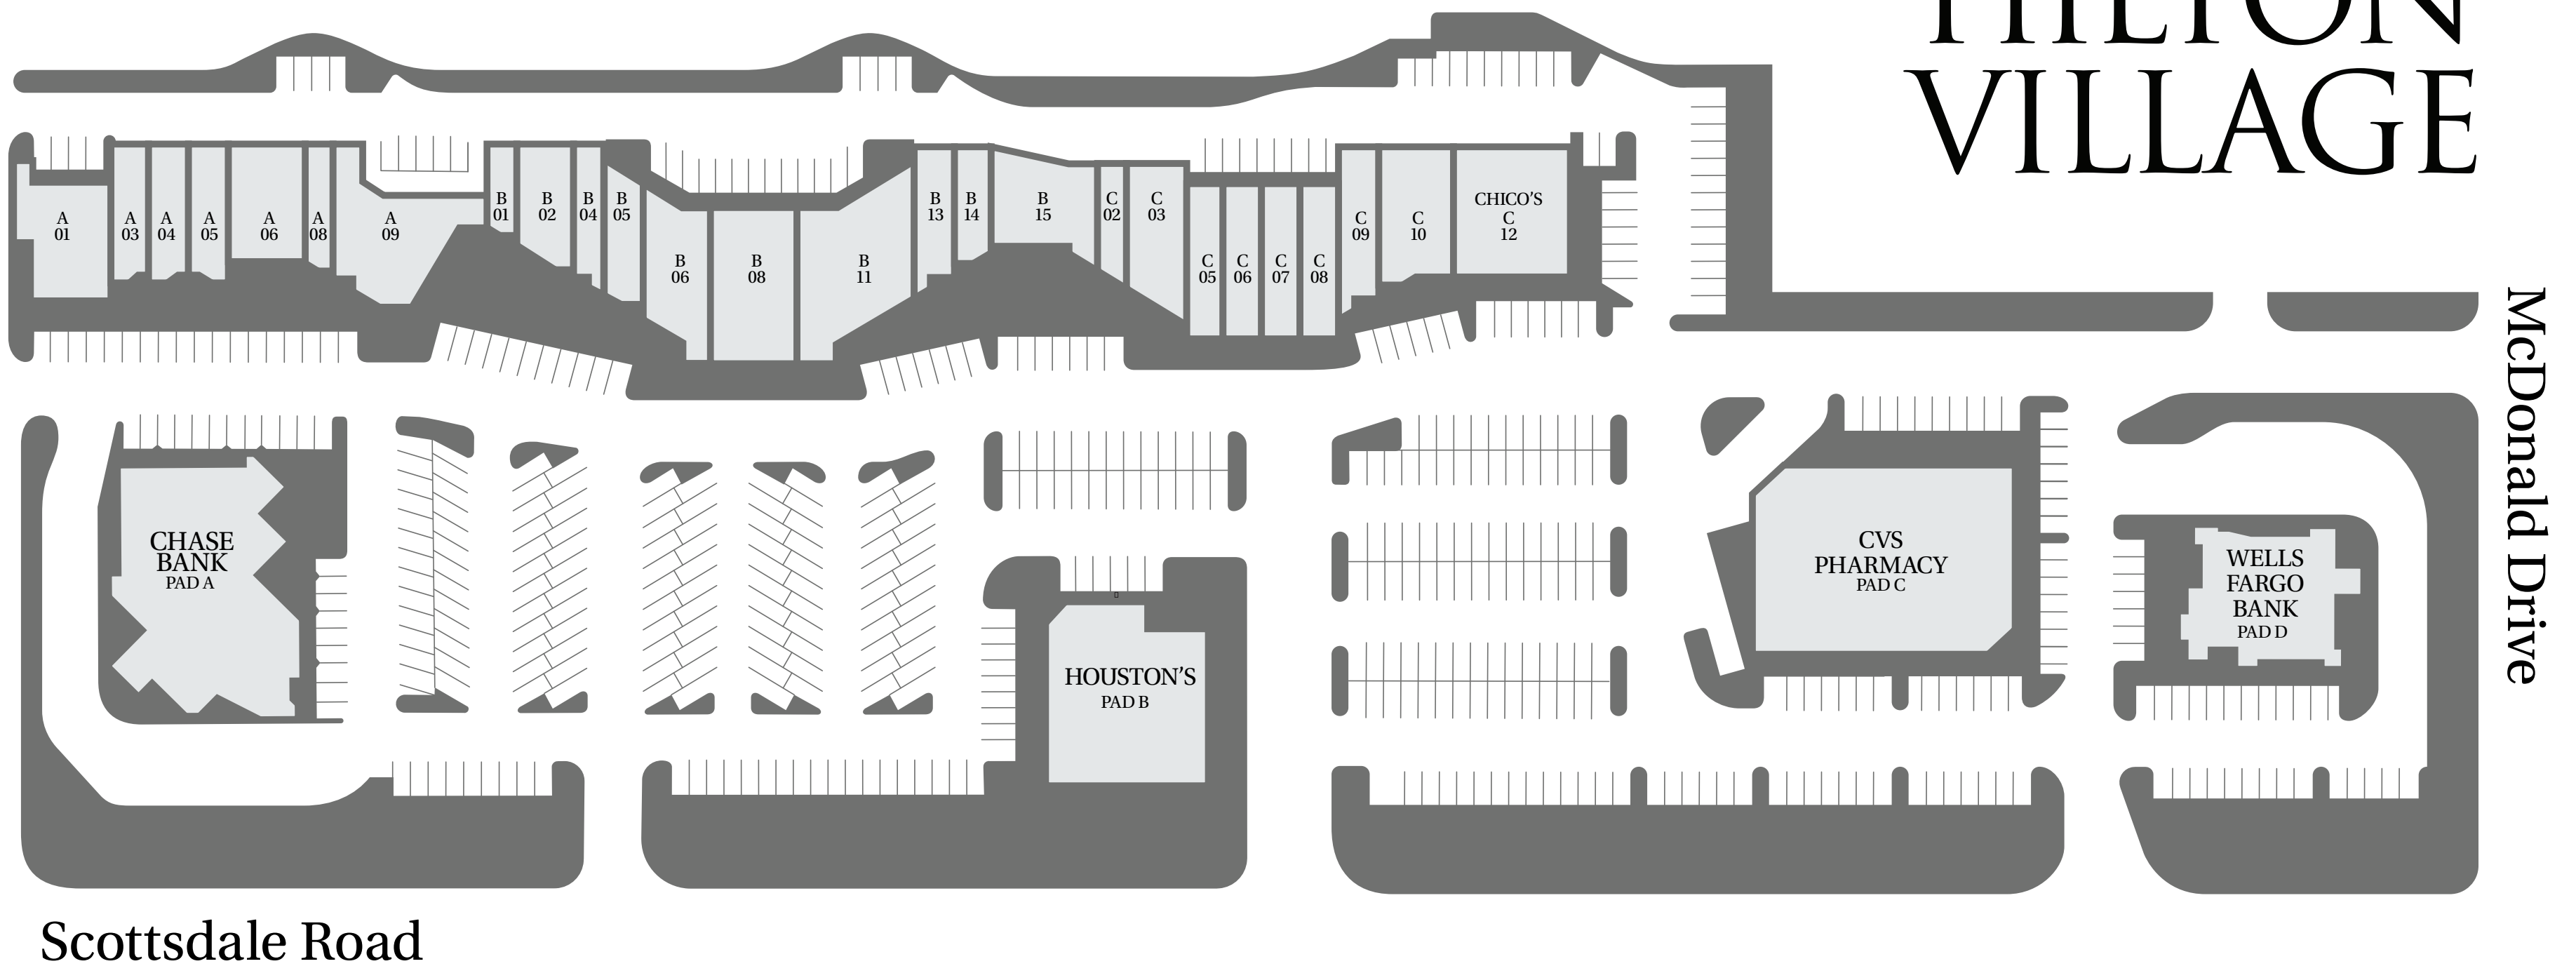 HILTON
VILLAGE
A
01
A
03
A
04
A
05
A
06
A
08
A
09
B
01
B
02
B
04
B
05
B
06
B
08
B
11
B
13
B
14
B
15
C
02
C
03
C
05
C
06
C
07
C
08
C
09
C
10
CHICO'S
C
12
McDonald Drive
CHASE
BANK
PAD A
HOUSTON'S
PAD B
CVS
PHARMACY
PAD C
WELLS
FARGO
BANK
PAD D
Scottsdale Road